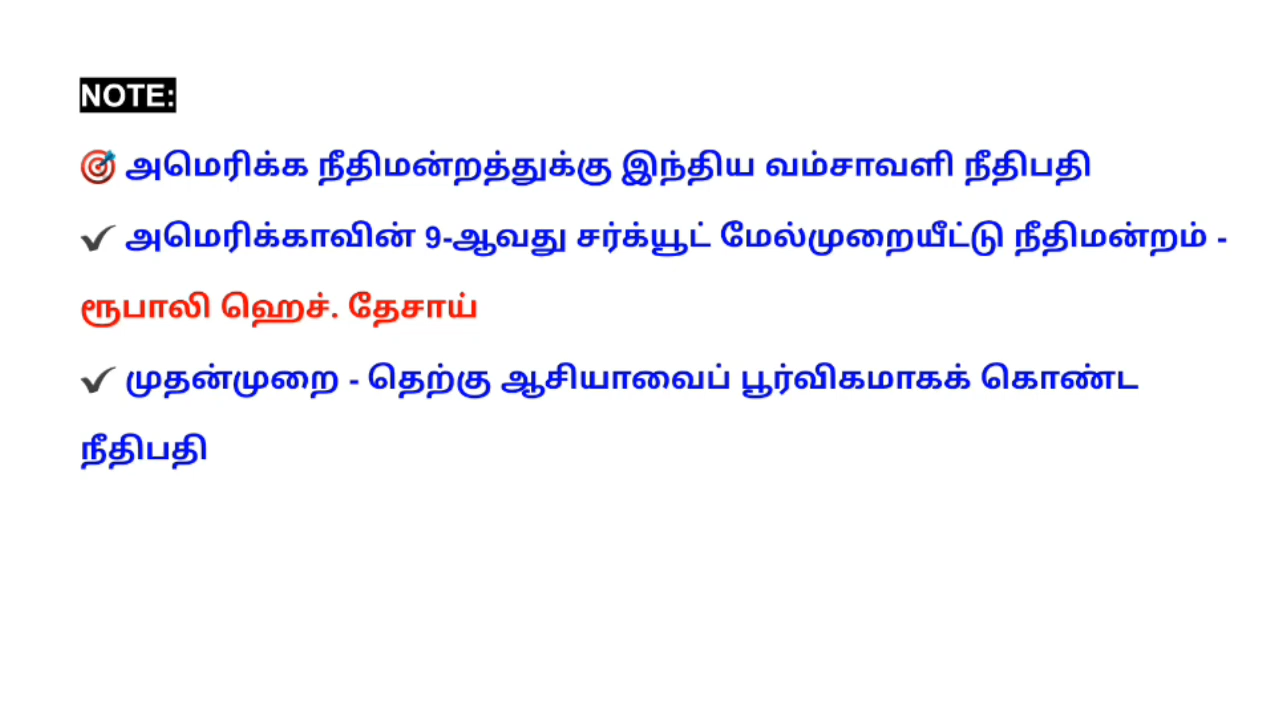 NOTE:
🎯 அமெரிக்க நீதிமன்றத்துக்கு இந்திய வம்சாவளி நீதிபதி
✔ அமெரிக்காவின் 9-ஆவது சர்க்யூட் மேல்முறையீட்டு நீதிமன்றம் -
ரூபாலி ஹெச். தேசாய்
✔ முதன்முறை - தெற்கு ஆசியாவைப் பூர்விகமாகக் கொண்ட
நீதிபதி